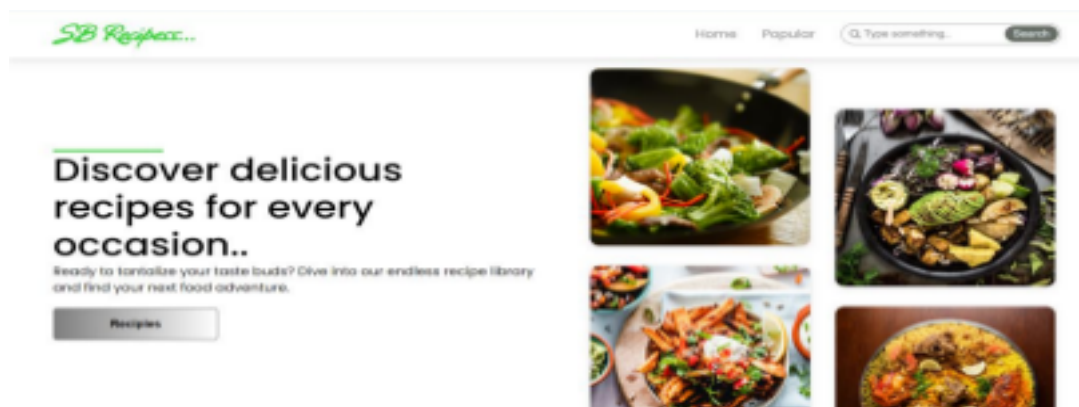 SB Recipess...
Home
Popular
Type something..
Search
Discover delicious
recipes for every
occasion..
Ready to tantalize your taste buds? Dive into our endless recipe library
and find your next food adventure.
Recipies